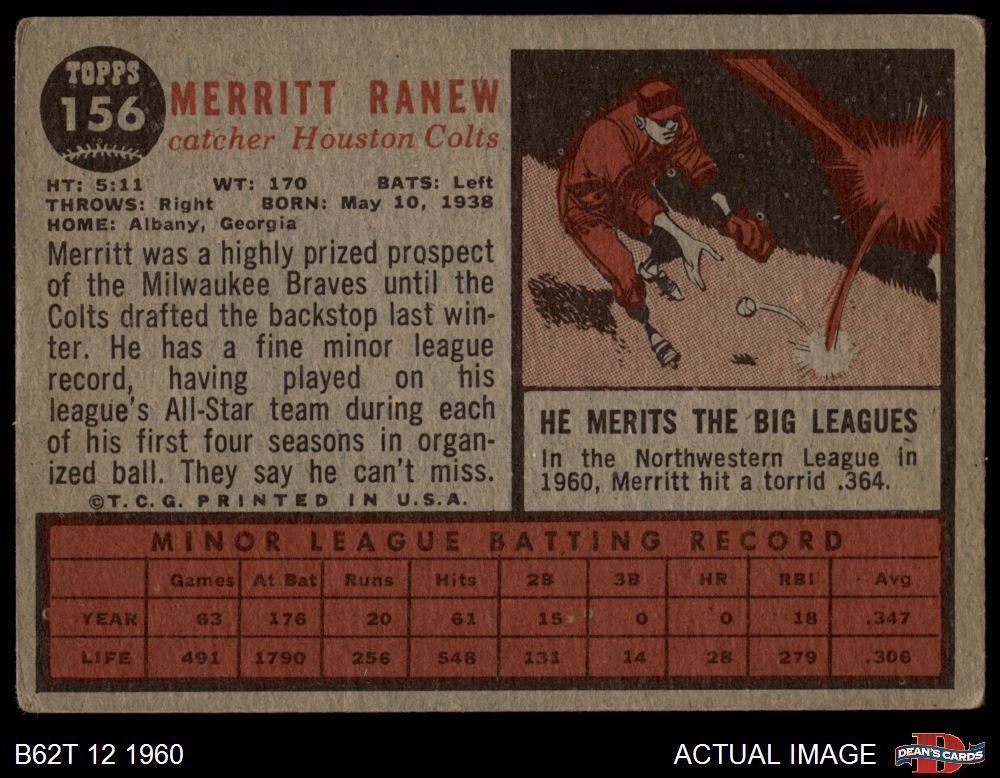 TOPPS
156
MERRITT RANEW
catcher Houston Colts
HT: 5:11 WT: 170 BATS: Left
THROWS: Right BORN: May 10, 1938
HOME: Albany, Georgia
Merritt was a highly prized prospect
of the Milwaukee Braves until the
Colts drafted the backstop last win-
ter. He has a fine minor league
record, having played on his
league's All-Star team during each
of his first four seasons in organ-
ized ball. They say he can't miss.
©T.C.G. PRINTED IN U.S.A.
HE MERITS THE BIG LEAGUES
In the Northwestern League in
1960, Merritt hit a torrid .364.
MINOR LEAGUE BATTING RECORD
Games At Bat Runs Hits 2B 3B HR RBI Avg
YEAR 63 176 20 61 15 0 0 18 .347
LIFE 491 1790 256 548 131 14 28 279 .306
B62T 12 1960
ACTUAL IMAGE
DEAN'S CARDS